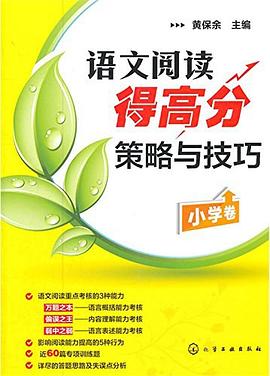 >>> 黄保余 主编
语文阅读
得高分
策略与技巧
小学卷
语文阅读重点考核的3种能力
万题之本——语言概括能力考核
偏误之王——内容理解能力考核
弱中之弱——语言表达能力考核
影响阅读能力提高的5种行为
近60篇专项训练题
详尽的答题思路及失误点分析
化学工业出版社